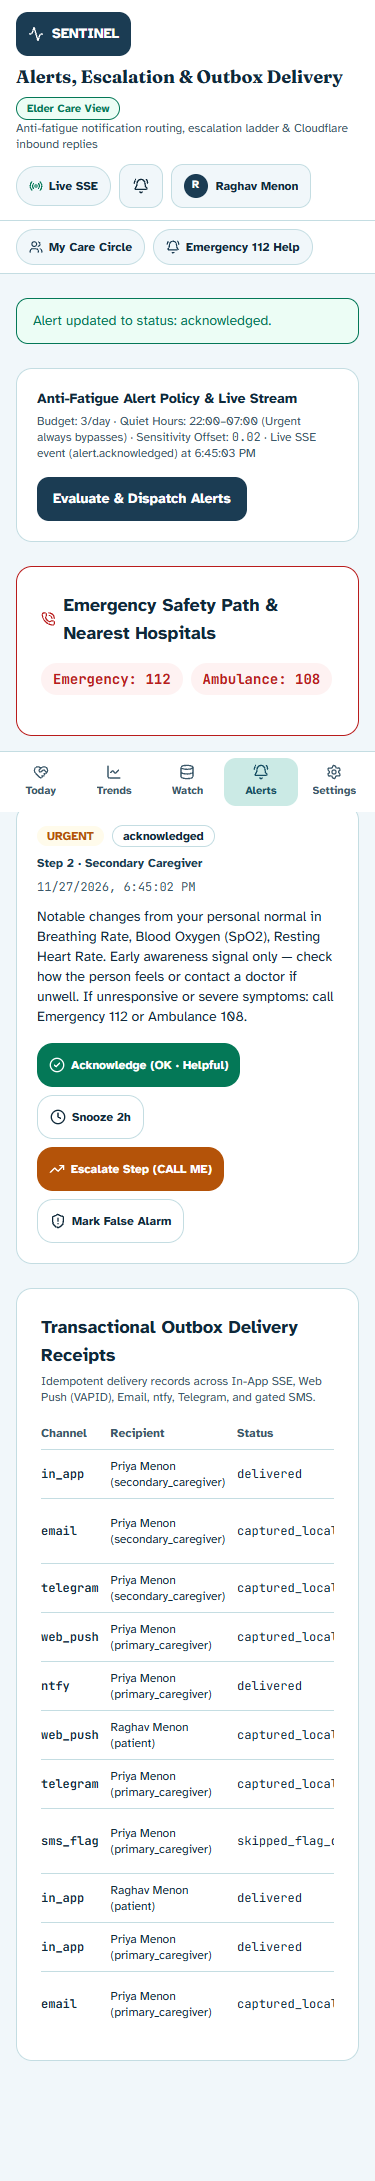 SENTINEL
Alerts, Escalation & Outbox Delivery
Elder Care View
Anti-fatigue notification routing, escalation ladder & Cloudflare
inbound replies
Live SSE
R Raghav Menon
My Care Circle
Emergency 112 Help
Alert updated to status: acknowledged.
Anti-Fatigue Alert Policy & Live Stream
Budget: 3/day · Quiet Hours: 22:00–07:00 (Urgent
always bypasses) · Sensitivity Offset: 0.02 · Live SSE
event (alert.acknowledged) at 6:45:03 PM
Evaluate & Dispatch Alerts
Emergency Safety Path &
Nearest Hospitals
Emergency: 112
Ambulance: 108
Today
Trends
Watch
Alerts
Settings
URGENT
acknowledged
Step 2 · Secondary Caregiver
11/27/2026, 6:45:02 PM
Notable changes from your personal normal in
Breathing Rate, Blood Oxygen (SpO2), Resting
Heart Rate. Early awareness signal only — check
how the person feels or contact a doctor if
unwell. If unresponsive or severe symptoms: call
Emergency 112 or Ambulance 108.
Acknowledge (OK · Helpful)
Snooze 2h
Escalate Step (CALL ME)
Mark False Alarm
Transactional Outbox Delivery
Receipts
Idempotent delivery records across In-App SSE, Web
Push (VAPID), Email, ntfy, Telegram, and gated SMS.
Channel Recipient Status
in_app Priya Menon (secondary_caregiver) delivered
email Priya Menon (secondary_caregiver) captured_local
telegram Priya Menon (secondary_caregiver) captured_local
web_push Priya Menon (primary_caregiver) captured_local
ntfy Priya Menon (primary_caregiver) delivered
web_push Raghav Menon (patient) captured_local
telegram Priya Menon (primary_caregiver) captured_local
sms_flag Priya Menon (primary_caregiver) skipped_flag_
in_app Raghav Menon (patient) delivered
in_app Priya Menon (primary_caregiver) delivered
email Priya Menon (primary_caregiver) captured_local